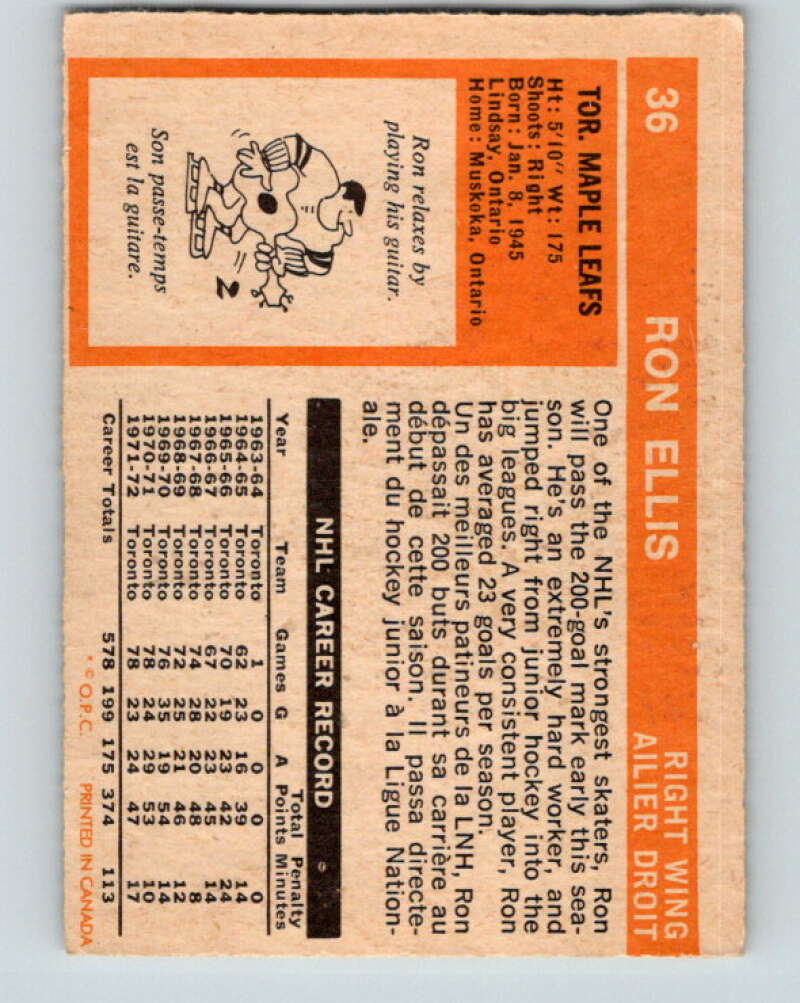 36 RON ELLIS RIGHT WING
AILIER DROIT
TOR. MAPLE LEAFS
Ht: 5'10" Wt: 175
Shoots: Right
Born: Jan. 8, 1945
Lindsay, Ontario
Home: Muskoka, Ontario
Ron relaxes by
playing his guitar.
2
Z
Son passe-temps
est la guitare.
One of the NHL's strongest skaters, Ron
will pass the 200-goal mark early this sea-
son. He's an extremely hard worker, and
jumped right from junior hockey into the
big leagues. A very consistent player, Ron
has averaged 23 goals per season.
Un des meilleurs patineurs de la LNH, Ron
dépassait 200 buts durant sa carrière au
début de cette saison. Il passa directe-
ment du hockey junior à la Ligue Nation-
ale.
NHL CAREER RECORD
Total Penalty
Year Team Games G A Points Minutes
1963-64 Toronto 1 0 0 0 0
1964-65 Toronto 62 23 16 39 14
1965-66 Toronto 70 19 23 42 24
1966-67 Toronto 67 22 23 45 14
1967-68 Toronto 74 28 20 48 8
1968-69 Toronto 72 25 21 46 12
1969-70 Toronto 76 35 19 54 14
1970-71 Toronto 78 24 29 53 10
1971-72 Toronto 78 23 24 47 17
Career Totals 578 199 175 374 113
* © O.P.C. PRINTED IN CANADA